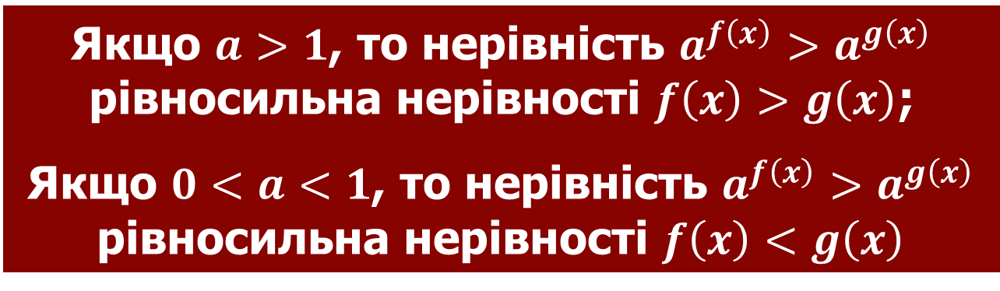 Якщо 𝒂 > 𝟏, то нерівність 𝒂^{𝒇(𝒙)} > 𝒂^{𝒈(𝒙)}
рівносильна нерівності 𝒇(𝒙) > 𝒈(𝒙);
Якщо 𝟎 < 𝒂 < 𝟏, то нерівність 𝒂^{𝒇(𝒙)} > 𝒂^{𝒈(𝒙)}
рівносильна нерівності 𝒇(𝒙) < 𝒈(𝒙)